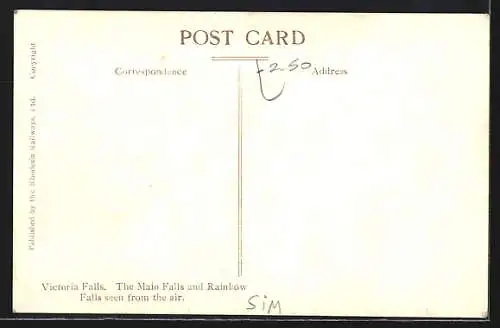 POST CARD
Correspondence
Address
£2.50
Published by the Rhodesia Railways, Ltd. Copyright
Victoria Falls. The Main Falls and Rainbow
Falls seen from the air.
SIM